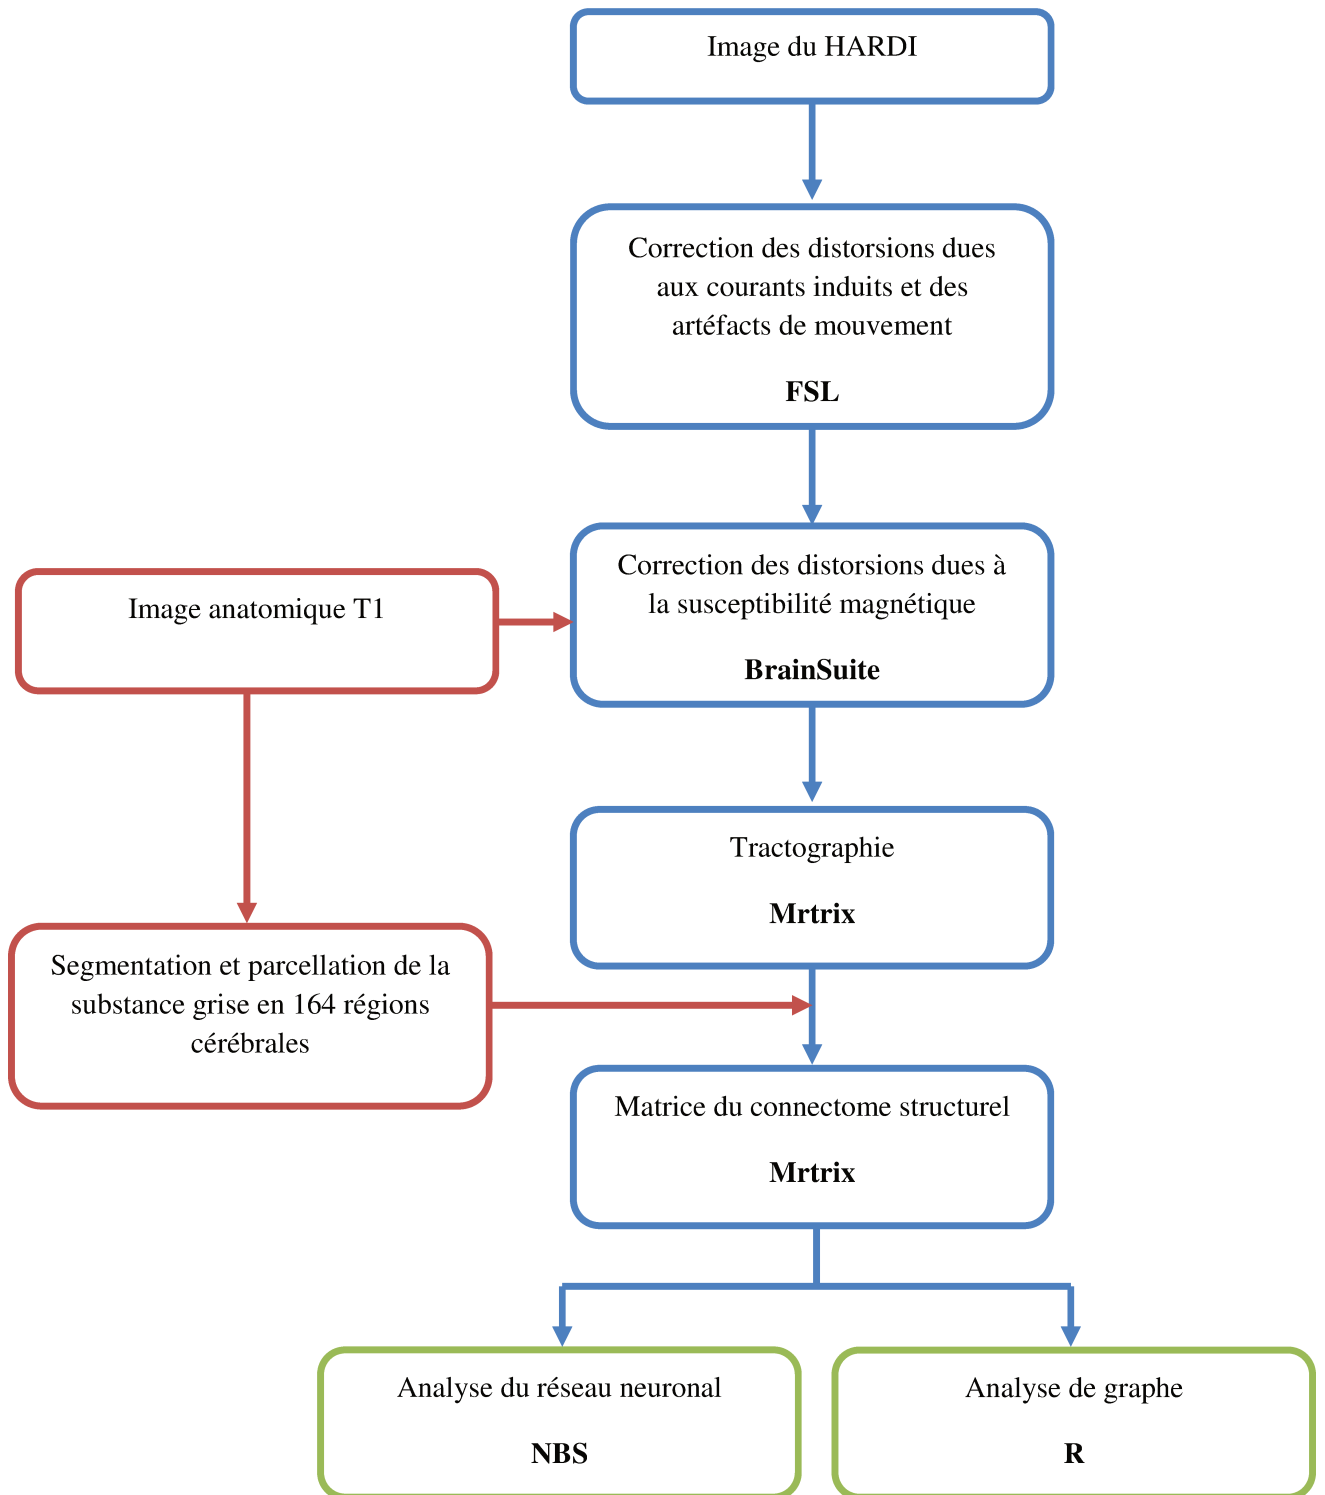 Image du HARDI
Correction des distorsions dues
aux courants induits et des
artéfacts de mouvement
FSL
Correction des distorsions dues à
la susceptibilité magnétique
BrainSuite
Image anatomique T1
Tractographie
Mrtrix
Segmentation et parcellation de la
substance grise en 164 régions
cérébrales
Matrice du connectome structurel
Mrtrix
Analyse du réseau neuronal
NBS
Analyse de graphe
R